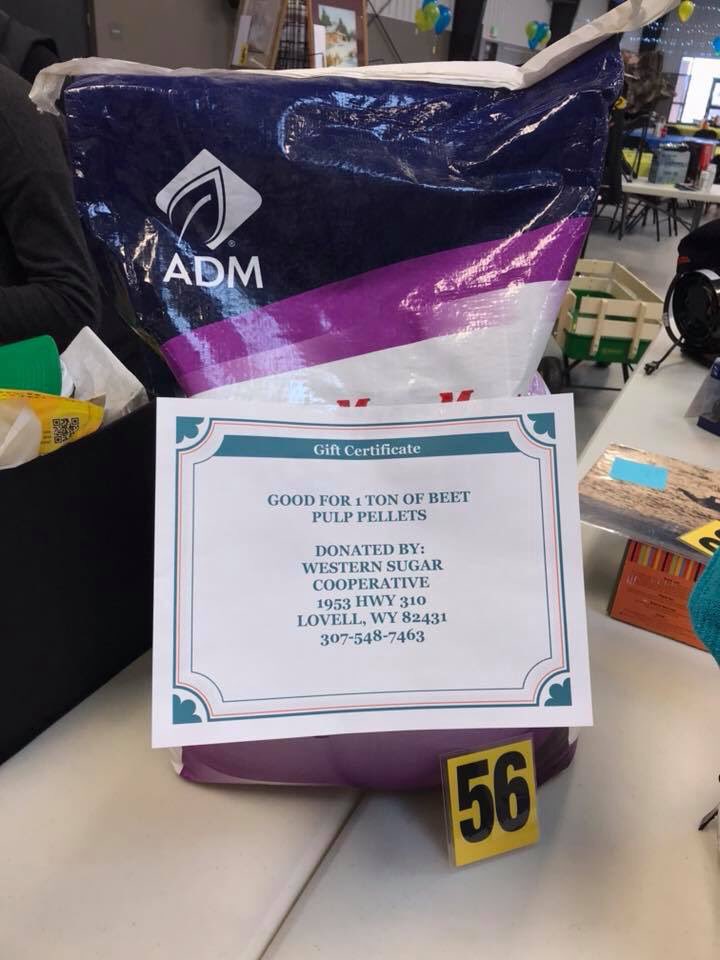 ADM
Gift Certificate
GOOD FOR 1 TON OF BEET
PULP PELLETS
DONATED BY:
WESTERN SUGAR
COOPERATIVE
1953 HWY 310
LOVELL, WY 82431
307-548-7463
56